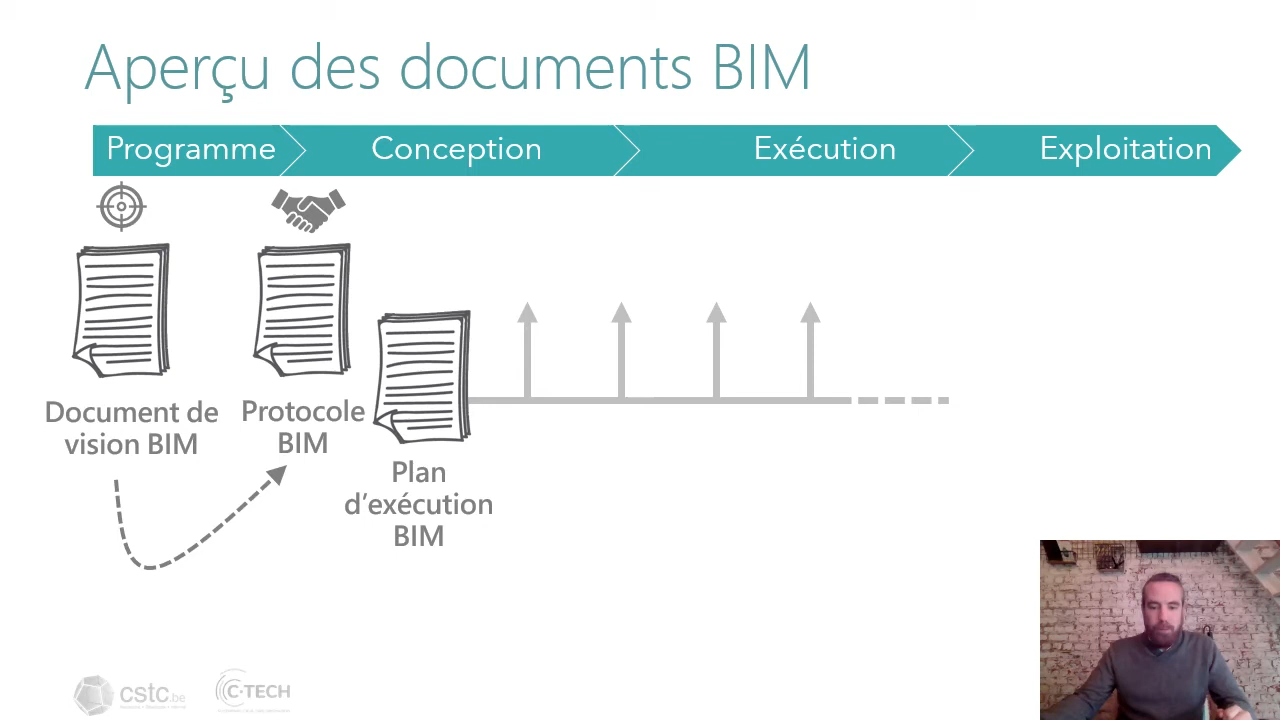 Aperçu des documents BIM
Programme
Conception
Exécution
Exploitation
Document de
vision BIM
Protocole
BIM
Plan
d'exécution
BIM
cstc.be
C-TECH